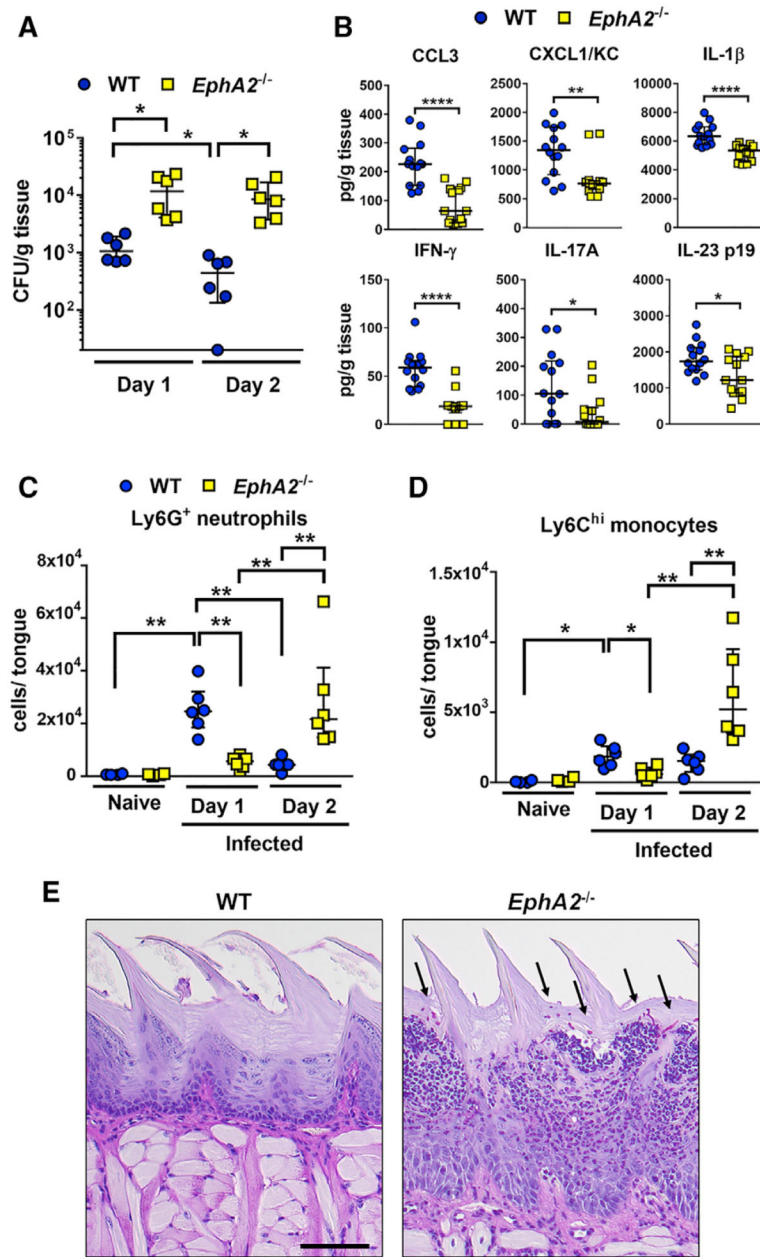 A
WT EphA2-/-
CFU/g tissue
10^5
10^4
10^3
10^2
*
*
*
Day 1 Day 2
B
WT EphA2-/-
CCL3 CXCL1/KC IL-1β
pg/g tissue
500
400
300
200
100
0
****
2500
2000
1500
1000
500
0
**
10000
8000
6000
4000
2000
0
****
IFN-γ IL-17A IL-23 p19
pg/g tissue
150
100
50
0
****
500
400
300
200
100
0
*
4000
3000
2000
1000
0
*
C
WT EphA2-/-
Ly6G+ neutrophils
cells/ tongue
8x10^4
6x10^4
4x10^4
2x10^4
0
**
**
**
**
**
Naive Day 1 Day 2
Infected
D
Ly6Chi monocytes
cells/ tongue
1.5x10^4
1x10^4
5x10^3
0
*
*
**
**
Naive Day 1 Day 2
Infected
E
WT EphA2-/-